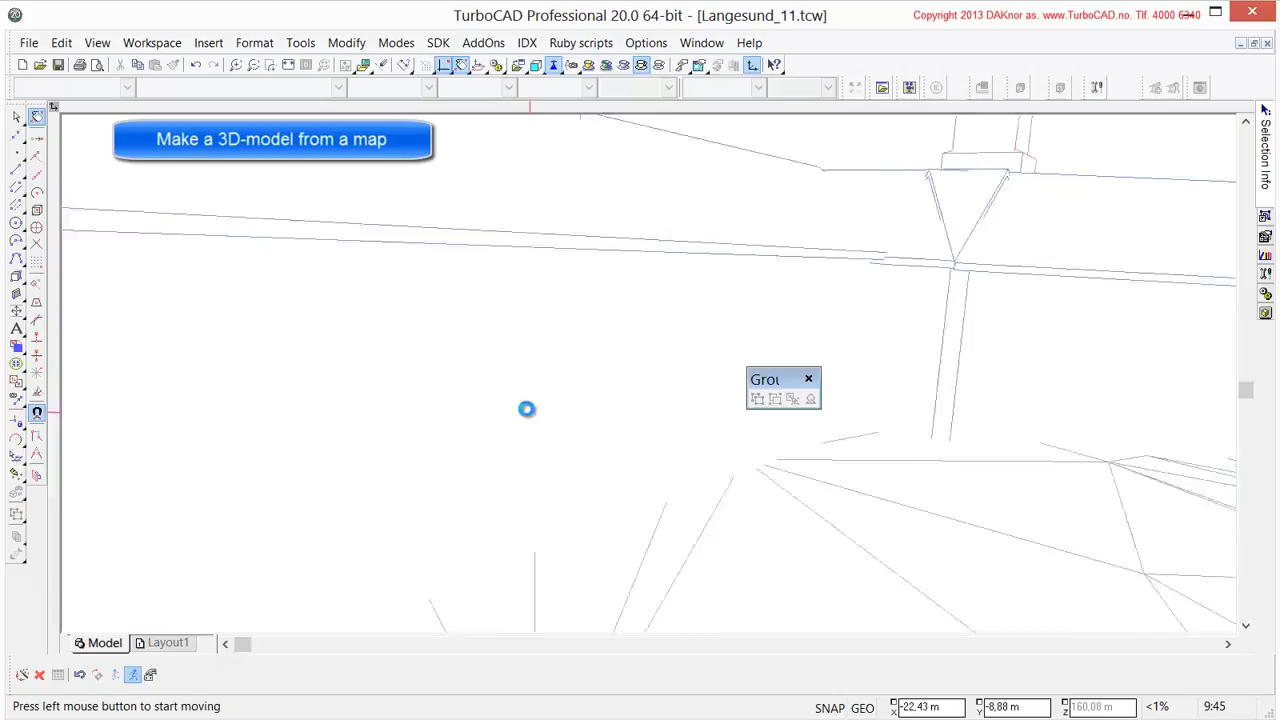 TurboCAD Professional 20.0 64-bit - [Langesund_11.tcw]
Copyright 2013 DAKnor as. www.TurboCAD.no. Tlf. 4000 6340
File Edit View Workspace Insert Format Tools Modify Modes SDK AddOns IDX Ruby scripts Options Window Help
Make a 3D-model from a map
Selection Info
Grou
Model Layout1
Press left mouse button to start moving
SNAP GEO X -22,43 m Y -8,88 m Z 160,08 m <1% 9:45